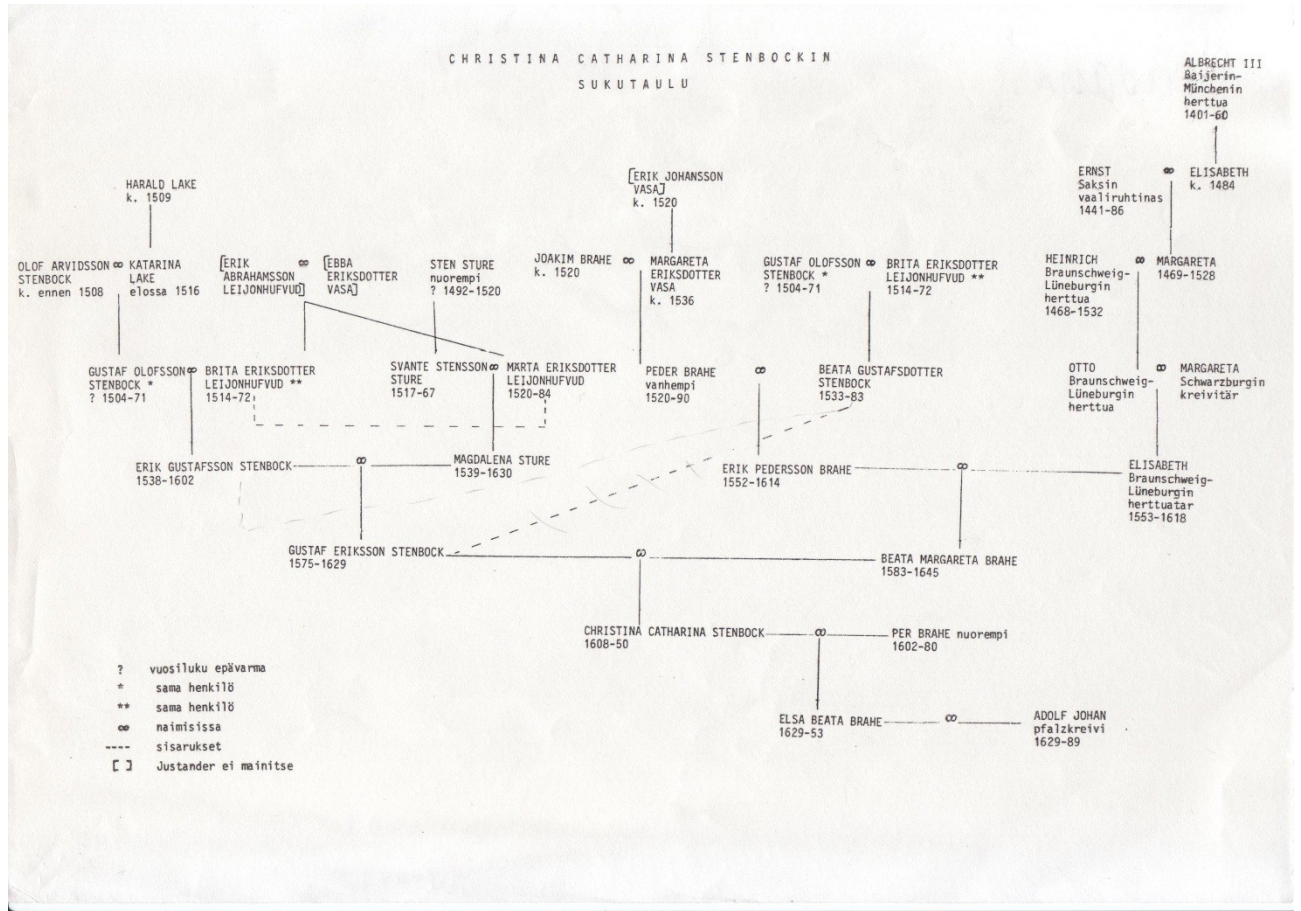 CHRISTINA CATHARINA STENBOCKIN
SUKUTAULU
ALBRECHT III
Baijerin-
Münchenin
herttua
1401-60
HARALD LAKE
k. 1509
[ERIK JOHANSSON
VASA]
k. 1520
ERNST
Saksin
vaaliruhtinas
1441-86
∞
ELISABETH
k. 1484
OLOF ARVIDSSON
STENBOCK
k. ennen 1508
∞
KATARINA
LAKE
elossa 1516
[ERIK
ABRAHAMSSON
LEIJONHUFVUD]
∞
[EBBA
ERIKSDOTTER
VASA]
STEN STURE
nuorempi
? 1492-1520
JOAKIM BRAHE
k. 1520
∞
MARGARETA
ERIKSDOTTER
VASA
k. 1536
GUSTAF OLOFSSON
STENBOCK *
? 1504-71
∞
BRITA ERIKSDOTTER
LEIJONHUFVUD **
1514-72
HEINRICH
Braunschweig-
Lüneburgin
herttua
1468-1532
∞
MARGARETA
1469-1528
GUSTAF OLOFSSON
STENBOCK *
? 1504-71
∞
BRITA ERIKSDOTTER
LEIJONHUFVUD **
1514-72
SVANTE STENSSON
STURE
1517-67
∞
MÄRTA ERIKSDOTTER
LEIJONHUFVUD
1520-84
PEDER BRAHE
vanhempi
1520-90
∞
BEATA GUSTAFSDOTTER
STENBOCK
1533-83
OTTO
Braunschweig-
Lüneburgin
herttua
∞
MARGARETA
Schwarzburgin
kreivitär
ERIK GUSTAFSSON STENBOCK
1538-1602
∞
MAGDALENA STURE
1539-1630
ERIK PEDERSSON BRAHE
1552-1614
∞
ELISABETH
Braunschweig-
Lüneburgin
herttuatar
1553-1618
GUSTAF ERIKSSON STENBOCK
1575-1629
∞
BEATA MARGARETA BRAHE
1583-1645
CHRISTINA CATHARINA STENBOCK
1608-50
∞
PER BRAHE nuorempi
1602-80
ELSA BEATA BRAHE
1629-53
∞
ADOLF JOHAN
pfalzkreivi
1629-89
? vuosiluku epävarma
* sama henkilö
** sama henkilö
∞ naimisissa
---- sisarukset
[ ] Justander ei mainitse